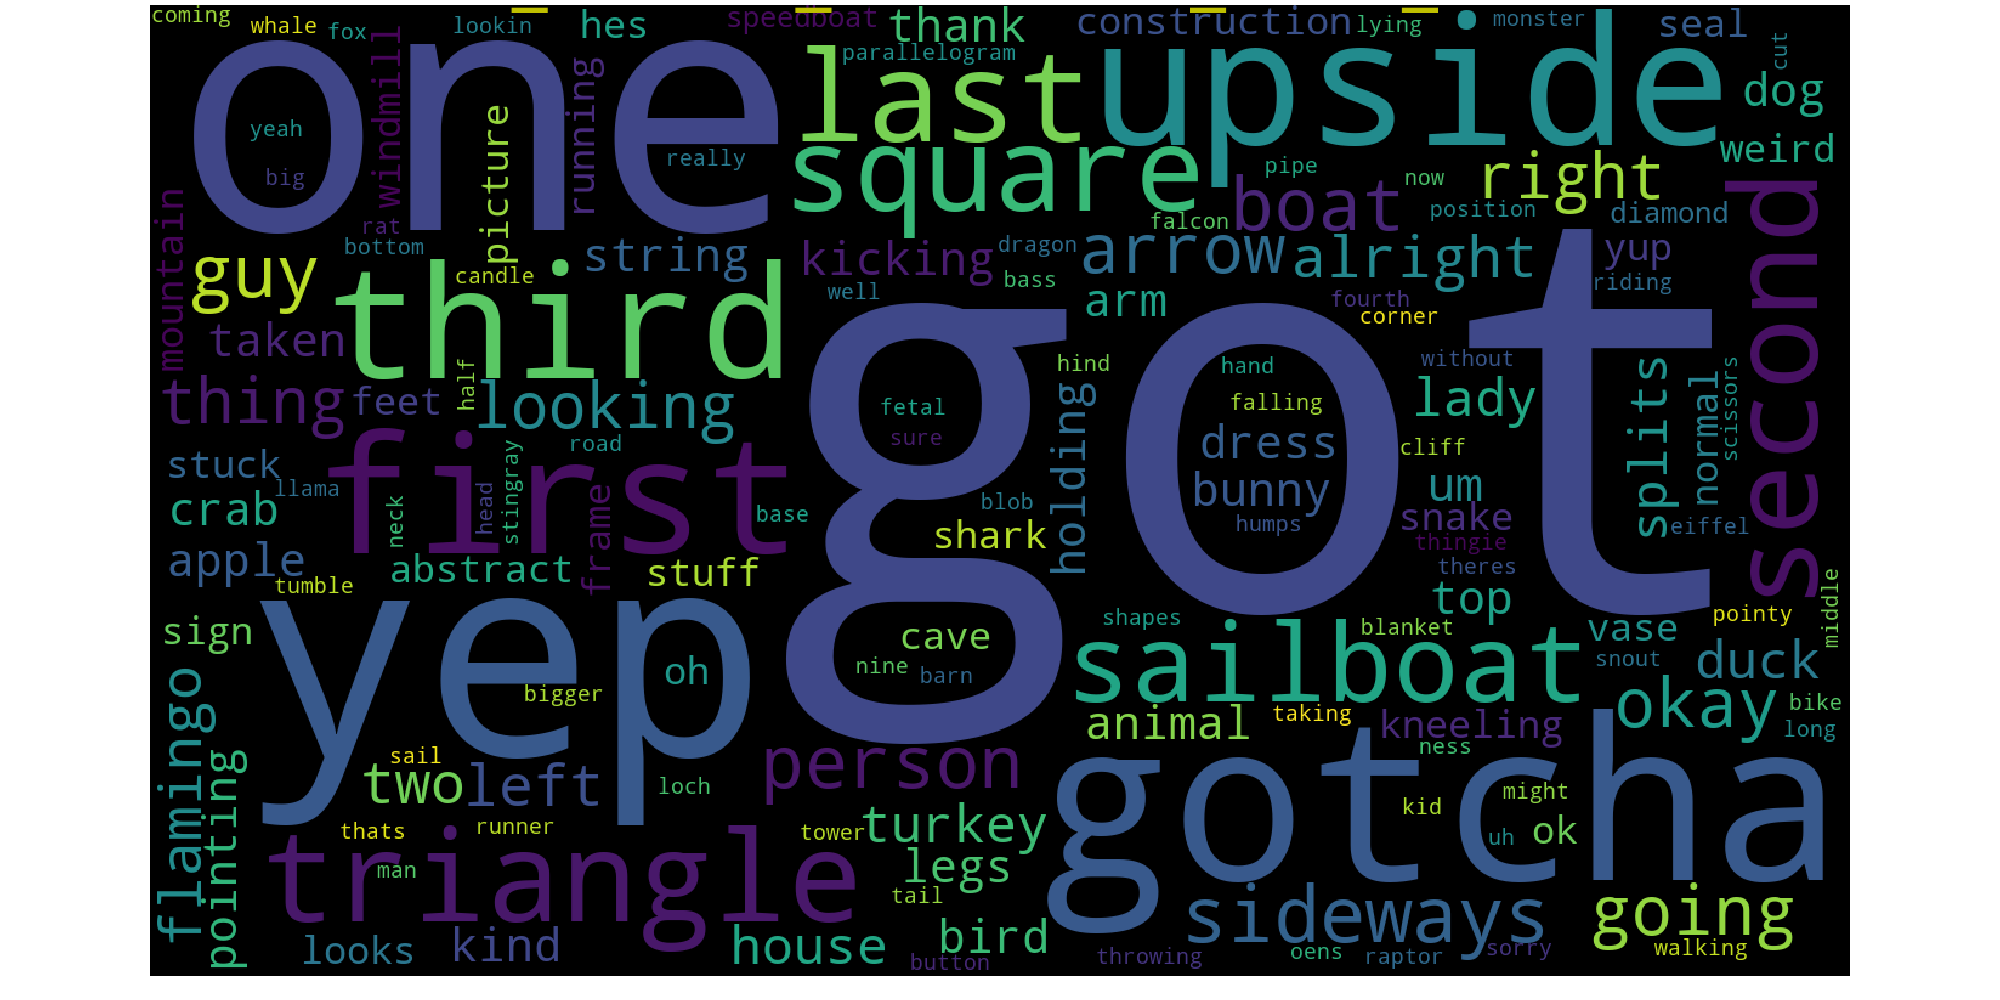 coming
whale
fox
lookin
hes
speedboat
thank
construction
lying
monster
seal
cut
one
windmill
parallelogram
last
upside
dog
yeah
picture
running
really
square
weird
big
pipe
now
right
boat
rat
mountain
bottom
string
falcon
position
diamond
second
guy
candle
kicking
dragon
arrow
alright
yup
third
well
bass
arm
fourth
riding
corner
taken
got
half
hind
hand
without
splits
normal
scissors
thing
feet
looking
fetal
holding
falling
lady
sure
road
dress
cliff
first
stuck
llama
stingray
blob
bunny
um
crab
neck
head
frame
base
shark
humps
snake
eiffel
thingie
apple
abstract
stuff
theres
tumble
top
middle
yep
shapes
pointy
sign
cave
sailboat
blanket
vase
oh
nine
barn
snout
duck
flamingo
bigger
animal
taking
okay
bike
pointing
sail
person
kneeling
long
two
left
loch
gotcha
ness
might
kid
thats
runner
tower
turkey
uh
ok
triangle
man
legs
tail
sideways
going
looks
kind
house
bird
button
throwing
oens
raptor
sorry
walking